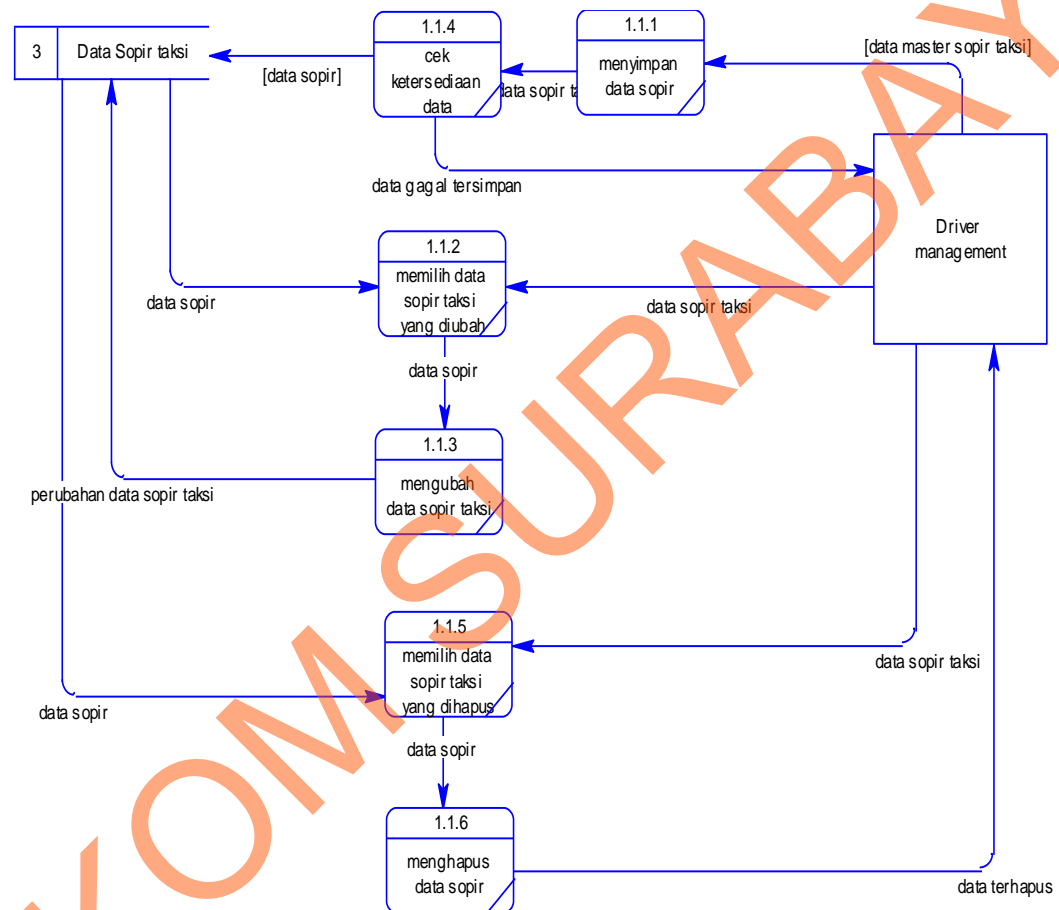 3
Data Sopir taksi
1.1.4
cek
ketersediaan
data
1.1.1
menyimpan
data sopir
[data master sopir taksi]
[data sopir]
data sopir
data gagal tersimpan
Driver
management
1.1.2
memilih data
sopir taksi
yang diubah
data sopir
data sopir taksi
data sopir
1.1.3
mengubah
data sopir taksi
perubahan data sopir taksi
1.1.5
memilih data
sopir taksi
yang dihapus
data sopir taksi
data sopir
data sopir
1.1.6
menghapus
data sopir
data terhapus
KOM SURABAY